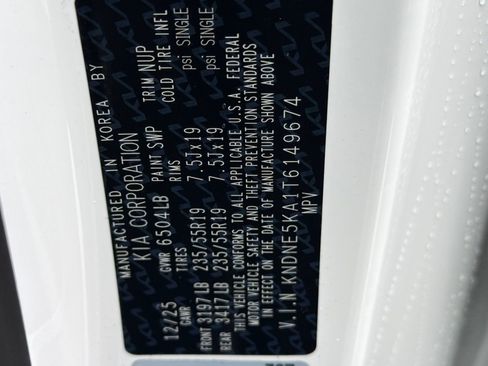 MANUFACTURED IN KOREA BY
KIA CORPORATION
12/25 GVWR 6504LB PAINT SWP TRIM NUP
GAWR TIRES RIMS COLD TIRE INFL
FRONT 3197LB 235/55R19 7.5Jx19 psi SINGLE
REAR 3417LB 235/55R19 7.5Jx19 psi SINGLE
THIS VEHICLE CONFORMS TO ALL APPLICABLE U.S.A. FEDERAL
MOTOR VEHICLE SAFETY AND THEFT PREVENTION STANDARDS
IN EFFECT ON THE DATE OF MANUFACTURE SHOWN ABOVE
V.I.N KNDNE5KA1T6149674
MPV